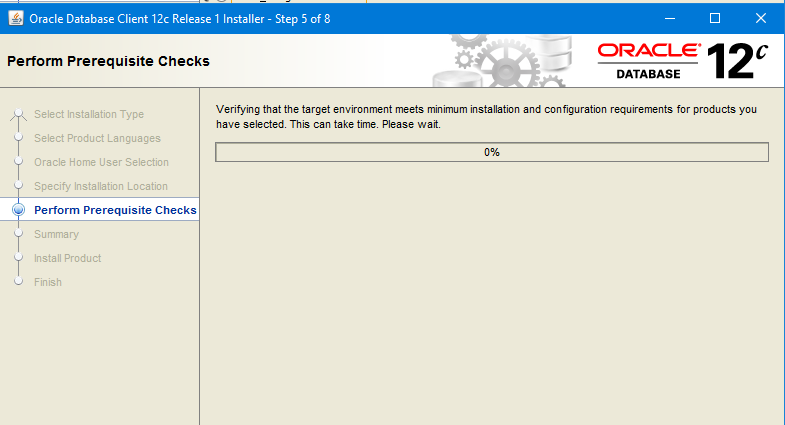 Oracle Database Client 12c Release 1 Installer - Step 5 of 8
Perform Prerequisite Checks
ORACLE
DATABASE
12c
Select Installation Type
Select Product Languages
Oracle Home User Selection
Specify Installation Location
Perform Prerequisite Checks
Summary
Install Product
Finish
Verifying that the target environment meets minimum installation and configuration requirements for products you
have selected. This can take time. Please wait.
0%